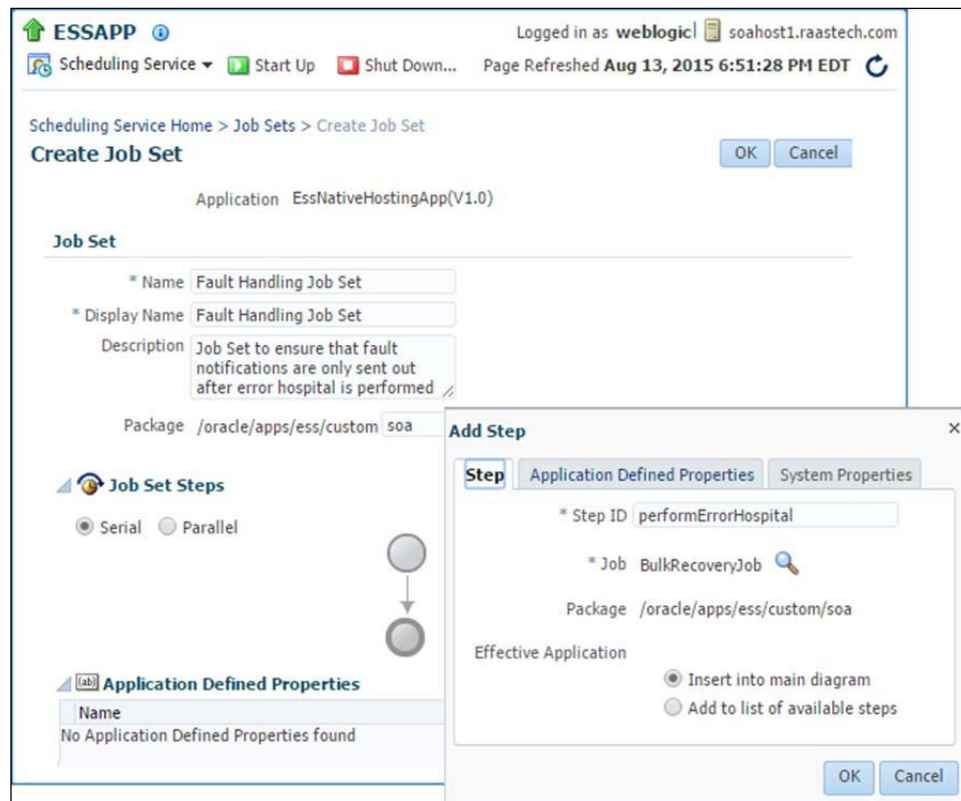 ESSAPP
Logged in as weblogic
soahost1.raastech.com
Scheduling Service
Start Up
Shut Down...
Page Refreshed Aug 13, 2015 6:51:28 PM EDT
Scheduling Service Home > Job Sets > Create Job Set
Create Job Set
OK
Cancel
Application EssNativeHostingApp(V1.0)
Job Set
* Name Fault Handling Job Set
* Display Name Fault Handling Job Set
Description Job Set to ensure that fault
notifications are only sent out
after error hospital is performed
Package /oracle/apps/ess/custom soa
Job Set Steps
Serial Parallel
(ab) Application Defined Properties
Name
No Application Defined Properties found
Add Step
Step
Application Defined Properties
System Properties
* Step ID performErrorHospital
* Job BulkRecoveryJob
Package /oracle/apps/ess/custom/soa
Effective Application
Insert into main diagram
Add to list of available steps
OK
Cancel